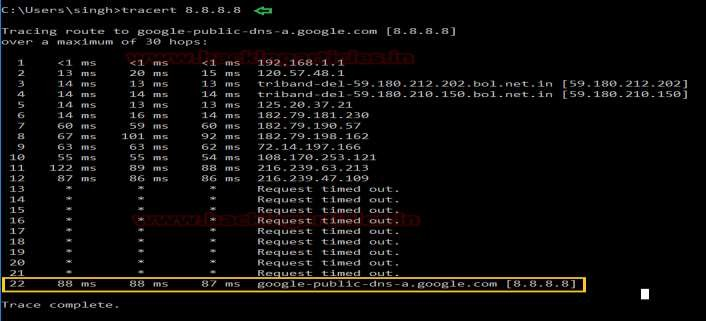 C:\Users\singh>tracert 8.8.8.8
Tracing route to google-public-dns-a.google.com [8.8.8.8]
over a maximum of 30 hops:
www.hackingarticles.in
1 <1 ms <1 ms <1 ms 192.168.1.1
2 13 ms 20 ms 15 ms 120.57.48.1
3 14 ms 13 ms 13 ms triband-del-59.180.212.202.bol.net.in [59.180.212.202]
4 14 ms 14 ms 14 ms triband-del-59.180.210.150.bol.net.in [59.180.210.150]
5 14 ms 13 ms 13 ms 125.20.37.21
6 14 ms 16 ms 14 ms 182.79.181.230
7 60 ms 59 ms 60 ms 182.79.190.57
8 67 ms 101 ms 92 ms 182.79.198.162
9 63 ms 63 ms 62 ms 72.14.197.166
10 55 ms 55 ms 54 ms 108.170.253.121
11 122 ms 89 ms 88 ms 216.239.63.213
12 87 ms 86 ms 86 ms 216.239.47.109
13 * * * Request timed out.
14 * * * Request timed out.
15 * * * Request timed out.
16 * * * Request timed out.
www.hackingarticles.in
17 * * * Request timed out.
18 * * * Request timed out.
19 * * * Request timed out.
20 * * * Request timed out.
21 * * * Request timed out.
22 88 ms 88 ms 87 ms google-public-dns-a.google.com [8.8.8.8]
Trace complete.